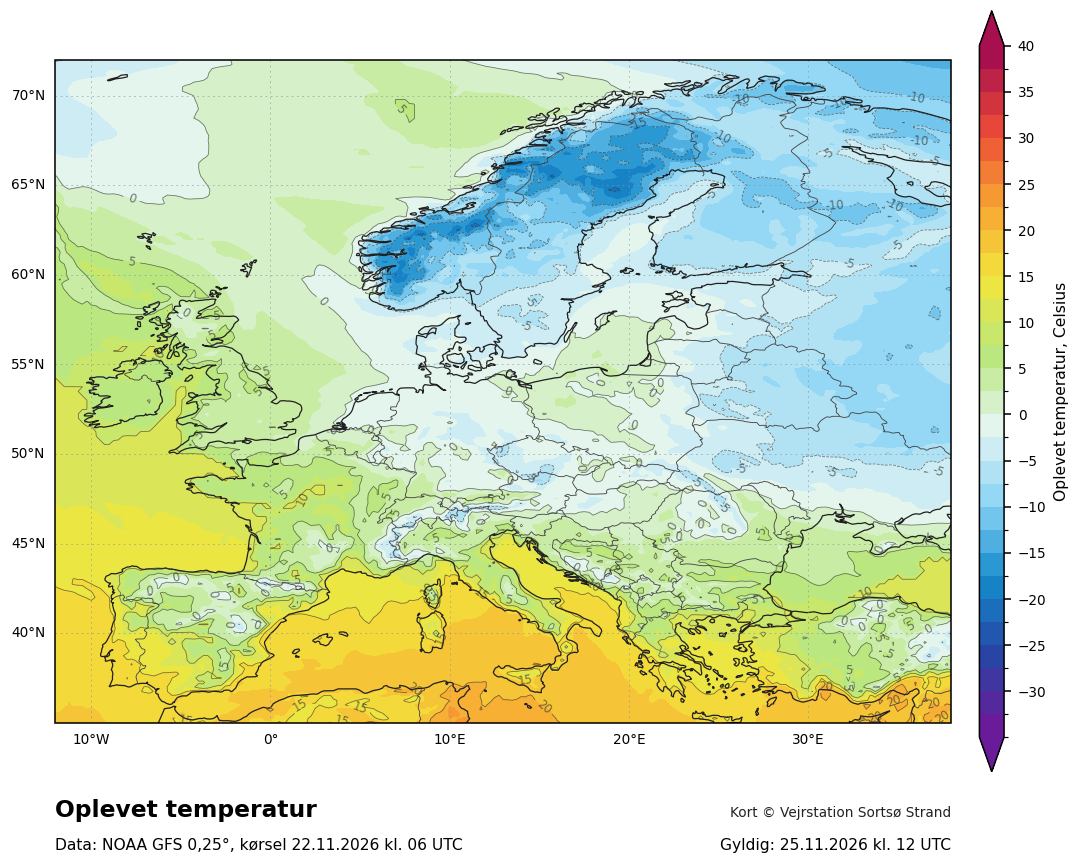 70°N
65°N
60°N
55°N
50°N
45°N
40°N
10°W
0°
10°E
20°E
30°E
40
35
30
25
20
15
10
5
0
−5
−10
−15
−20
−25
−30
Oplevet temperatur, Celsius
Oplevet temperatur
Kort © Vejrstation Sortsø Strand
Data: NOAA GFS 0,25°, kørsel 22.11.2026 kl. 06 UTC
Gyldig: 25.11.2026 kl. 12 UTC